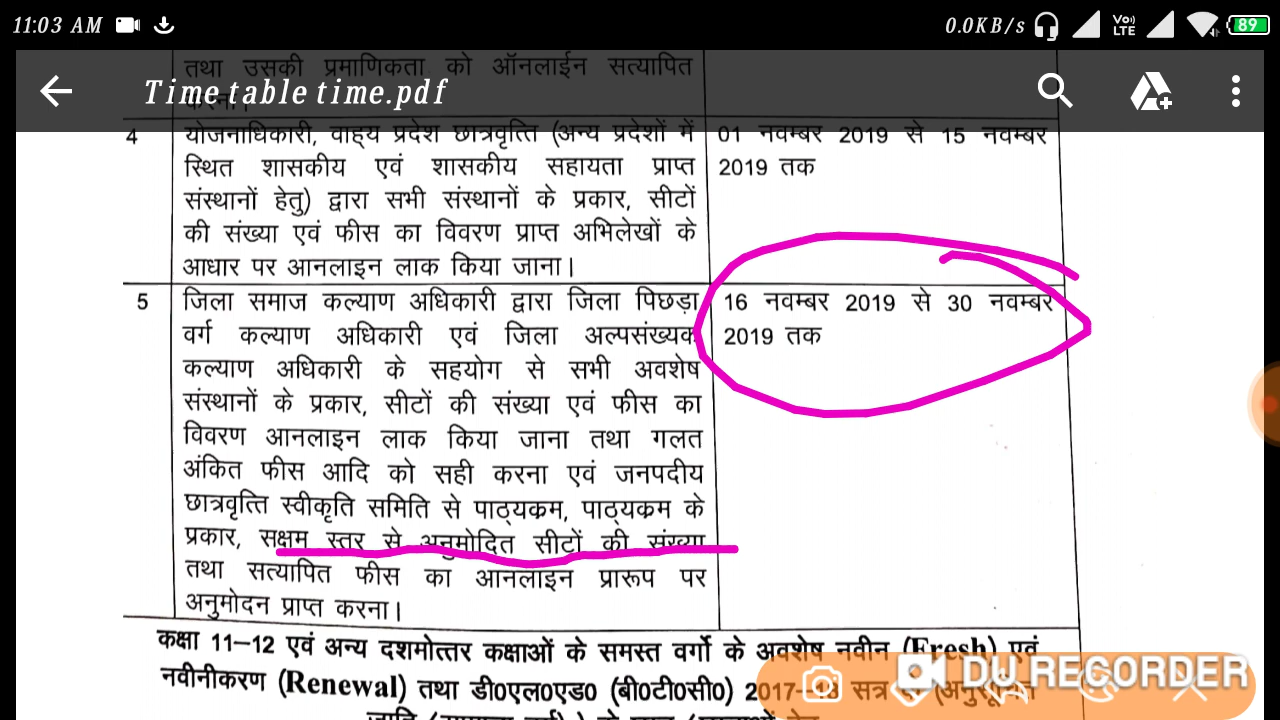 11:03 AM
0.0KB/s
Vo)
LTE
89
तथा उसकी प्रमाणिकता को ऑनलाईन सत्यापित
करना।
Time table time.pdf
4 योजनाधिकारी, वाह्य प्रदेश छात्रवृत्ति (अन्य प्रदेशों में 01 नवम्बर 2019 से 15 नवम्बर
स्थित शासकीय एवं शासकीय सहायता प्राप्त 2019 तक
संस्थानों हेतु) द्वारा सभी संस्थानों के प्रकार, सीटों
की संख्या एवं फीस का विवरण प्राप्त अभिलेखों के
आधार पर आनलाइन लाक किया जाना।
5 जिला समाज कल्याण अधिकारी द्वारा जिला पिछड़ा 16 नवम्बर 2019 से 30 नवम्बर
वर्ग कल्याण अधिकारी एवं जिला अल्पसंख्यक 2019 तक
कल्याण अधिकारी के सहयोग से सभी अवशेष
संस्थानों के प्रकार, सीटों की संख्या एवं फीस का
विवरण आनलाइन लाक किया जाना तथा गलत
अंकित फीस आदि को सही करना एवं जनपदीय
छात्रवृत्ति स्वीकृति समिति से पाठ्यक्रम, पाठ्यक्रम के
प्रकार, सक्षम स्तर से अनुमोदित सीटों की संख्या
तथा सत्यापित फीस का आनलाइन प्रारूप पर
अनुमोदन प्राप्त करना।
कक्षा 11–12 एवं अन्य दशमोत्तर कक्षाओं के समस्त वर्गो के अवशेष नवीन (Fresh) एवं
नवीनीकरण (Renewal) तथा डी0एल0एड0 (बी0टी0सी0) 2017–18 सत्र
DU RECORDER